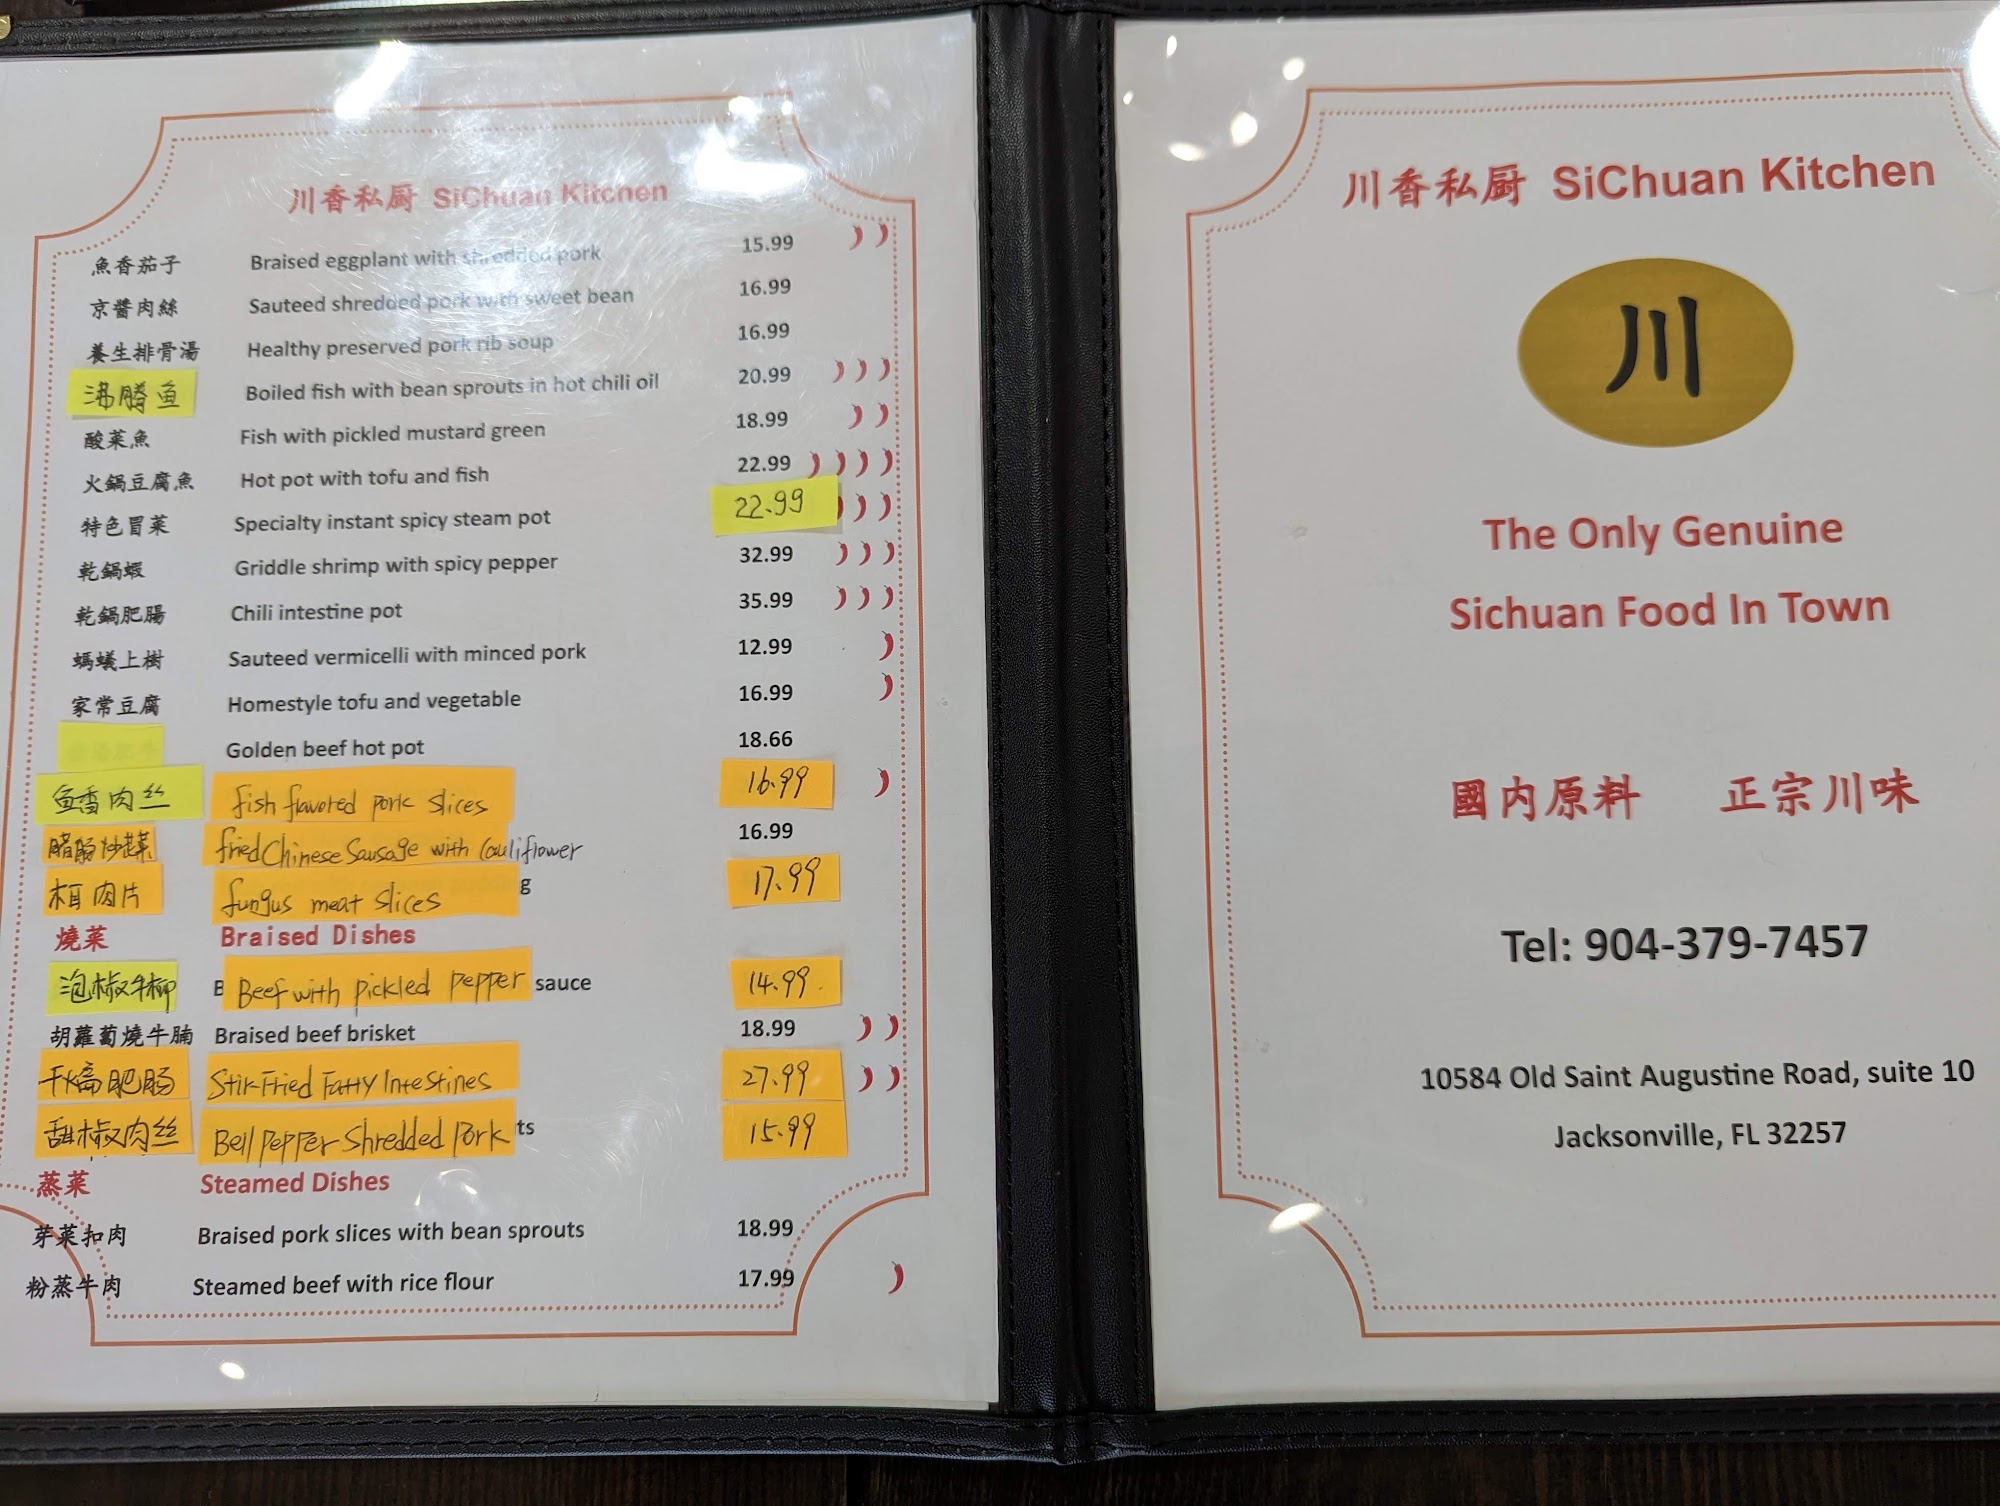 川香私厨 SiChuan Kitchen
魚香茄子 Braised eggplant with shredded pork 15.99
京醬肉絲 Sauteed shredded pork with sweet bean 16.99
養生排骨湯 Healthy preserved pork rib soup 16.99
沸腾鱼 Boiled fish with bean sprouts in hot chili oil 20.99
酸菜魚 Fish with pickled mustard green 18.99
火鍋豆腐魚 Hot pot with tofu and fish 22.99
特色冒菜 Specialty instant spicy steam pot 22.99
乾鍋蝦 Griddle shrimp with spicy pepper 32.99
乾鍋肥腸 Chili intestine pot 35.99
螞蟻上樹 Sauteed vermicelli with minced pork 12.99
家常豆腐 Homestyle tofu and vegetable 16.99
Golden beef hot pot 18.66
鱼香肉丝 fish flavored pork slices 16.99
fried Chinese Sausage with Cauliflower 16.99
木耳肉片 fungus meat slices g 17.99
燒菜 Braised Dishes
泡椒牛柳 B Beef with pickled pepper sauce 14.99
胡蘿蔔燒牛腩 Braised beef brisket 18.99
肥肠 Stir Fried Fatty Intestines 27.99
甜椒肉丝 Bell pepper Shredded Pork ts 15.99
蒸菜 Steamed Dishes
芽菜扣肉 Braised pork slices with bean sprouts 18.99
粉蒸牛肉 Steamed beef with rice flour 17.99
川香私厨 SiChuan Kitchen
川
The Only Genuine
Sichuan Food In Town
國内原料 正宗川味
Tel: 904-379-7457
10584 Old Saint Augustine Road, suite 10
Jacksonville, FL 32257